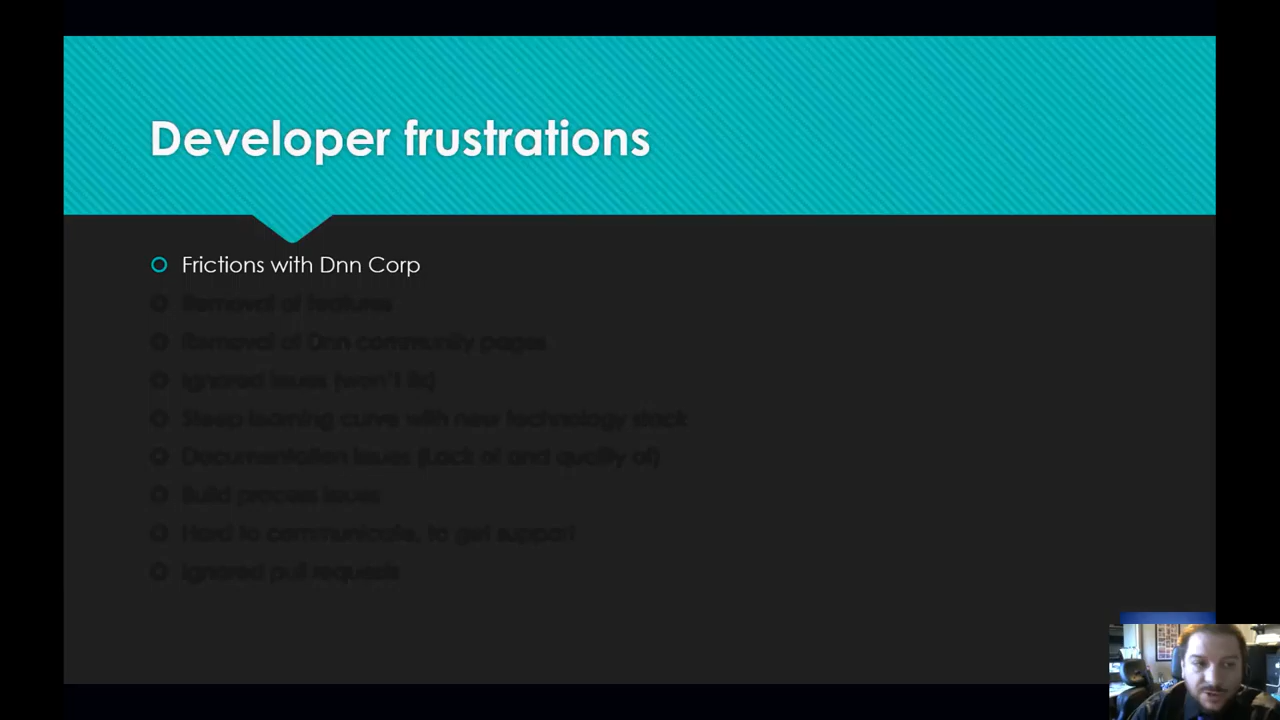 Developer frustrations
Frictions with Dnn Corp
Removal of features
Removal of Dnn community pages
Ignored issues (won't fix)
Steep learning curve with new technology stack
Documentation issues (Lack of and quality of)
Build process issues
Hard to communicate, to get support
Ignored pull requests